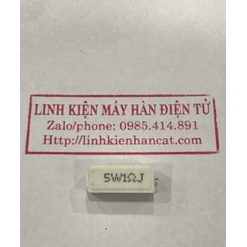 LINH KIỆN MÁY HÀN ĐIỆN TỬ
Zalo/phone: 0985.414.891
Http://linhkienhancat.com
5W1ΩJ